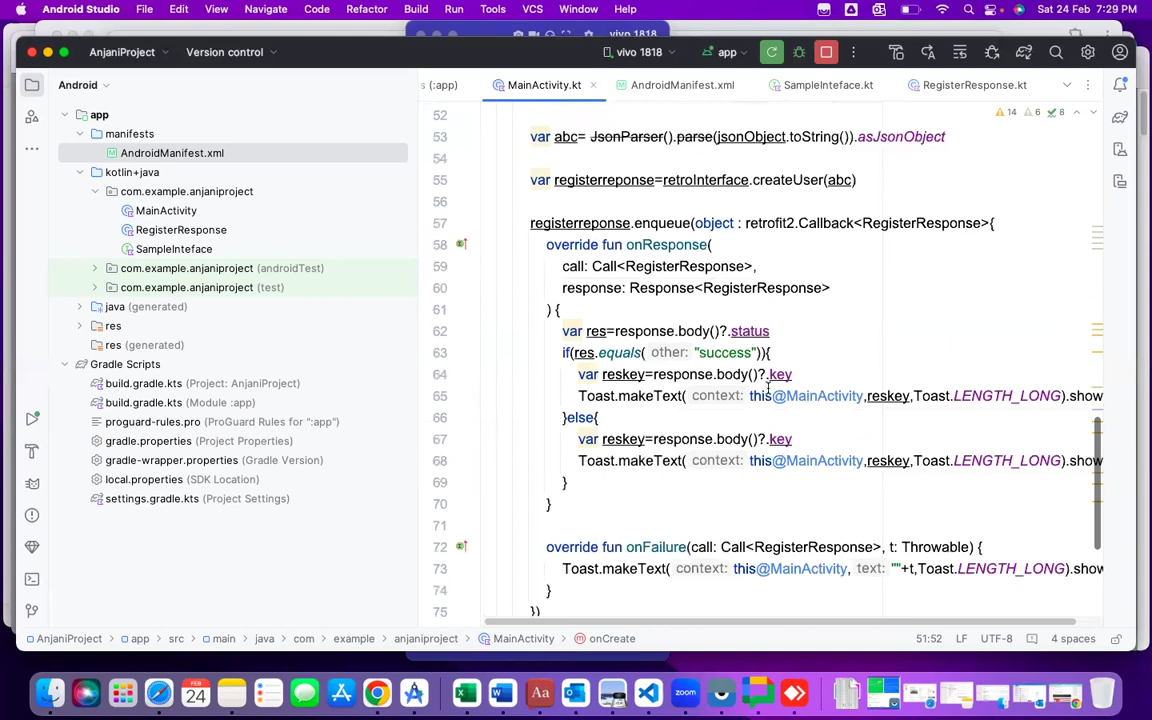 Android Studio File Edit View Navigate Code Refactor Build Run Tools VCS Window Help Sat 24 Feb 7:29 PM
vivo 1818
AnjaniProject Version control vivo 1818 app
Android
s (:app) MainActivity.kt AndroidManifest.xml SampleInteface.kt RegisterResponse.kt
app
manifests
AndroidManifest.xml
kotlin+java
com.example.anjaniproject
MainActivity
RegisterResponse
SampleInteface
com.example.anjaniproject (androidTest)
com.example.anjaniproject (test)
java (generated)
res
res (generated)
Gradle Scripts
build.gradle.kts (Project: AnjaniProject)
build.gradle.kts (Module :app)
proguard-rules.pro (ProGuard Rules for ":app")
gradle.properties (Project Properties)
gradle-wrapper.properties (Gradle Version)
local.properties (SDK Location)
settings.gradle.kts (Project Settings)
14 6 8
52
53 var abc= JsonParser().parse(jsonObject.toString()).asJsonObject
54
55 var registerreponse=retroInterface.createUser(abc)
56
57 registerreponse.enqueue(object : retrofit2.Callback<RegisterResponse>{
58 override fun onResponse(
59 call: Call<RegisterResponse>,
60 response: Response<RegisterResponse>
61 ) {
62 var res=response.body()?.status
63 if(res.equals( other: "success")){
64 var reskey=response.body()?.key
65 Toast.makeText( context: this@MainActivity,reskey,Toast.LENGTH_LONG).show
66 }else{
67 var reskey=response.body()?.key
68 Toast.makeText( context: this@MainActivity,reskey,Toast.LENGTH_LONG).show
69 }
70 }
71
72 override fun onFailure(call: Call<RegisterResponse>, t: Throwable) {
73 Toast.makeText( context: this@MainActivity, text: ""+t,Toast.LENGTH_LONG).show
74 }
75 })
AnjaniProject app src main java com example anjaniproject MainActivity onCreate 51:52 LF UTF-8 4 spaces
FEB
24
Aa
zoom